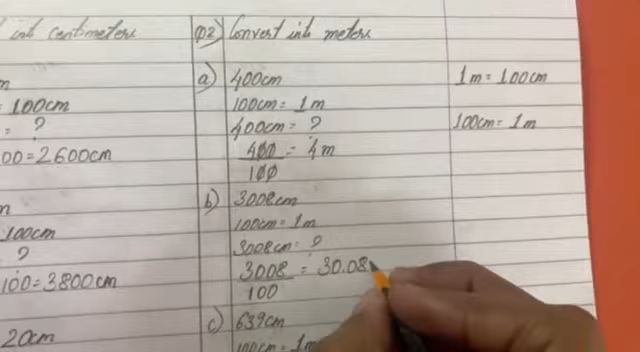 int centimeters
= 100cm
= ?
00 = 2600cm
100cm
?
100 = 3800cm
20cm
Q2) Convert into meters
a) 400cm
100cm = 1m
400cm = ?
400 = 4m
100
b) 3008cm
100cm = 1m
3008cm = ?
3008 = 30.08
100
c) 639cm
100cm = 1m
1m = 100cm
100cm = 1m